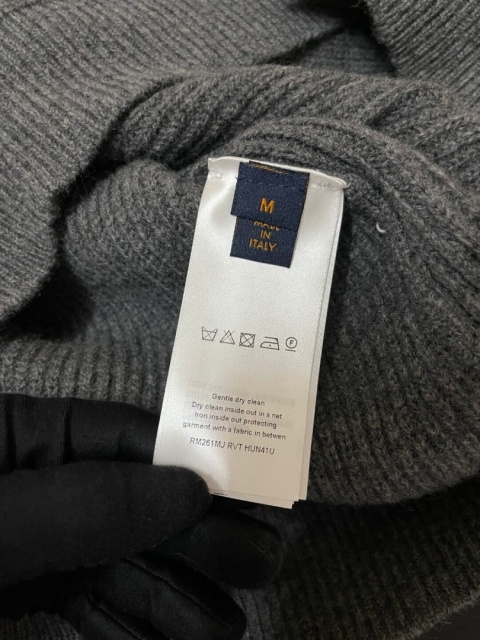 M
MADE
IN
ITALY
F
Gentle dry clean
Dry clean inside out in a net
Iron inside out protecting
garment with a fabric in betwen
RM261MJ RVT HUN41U